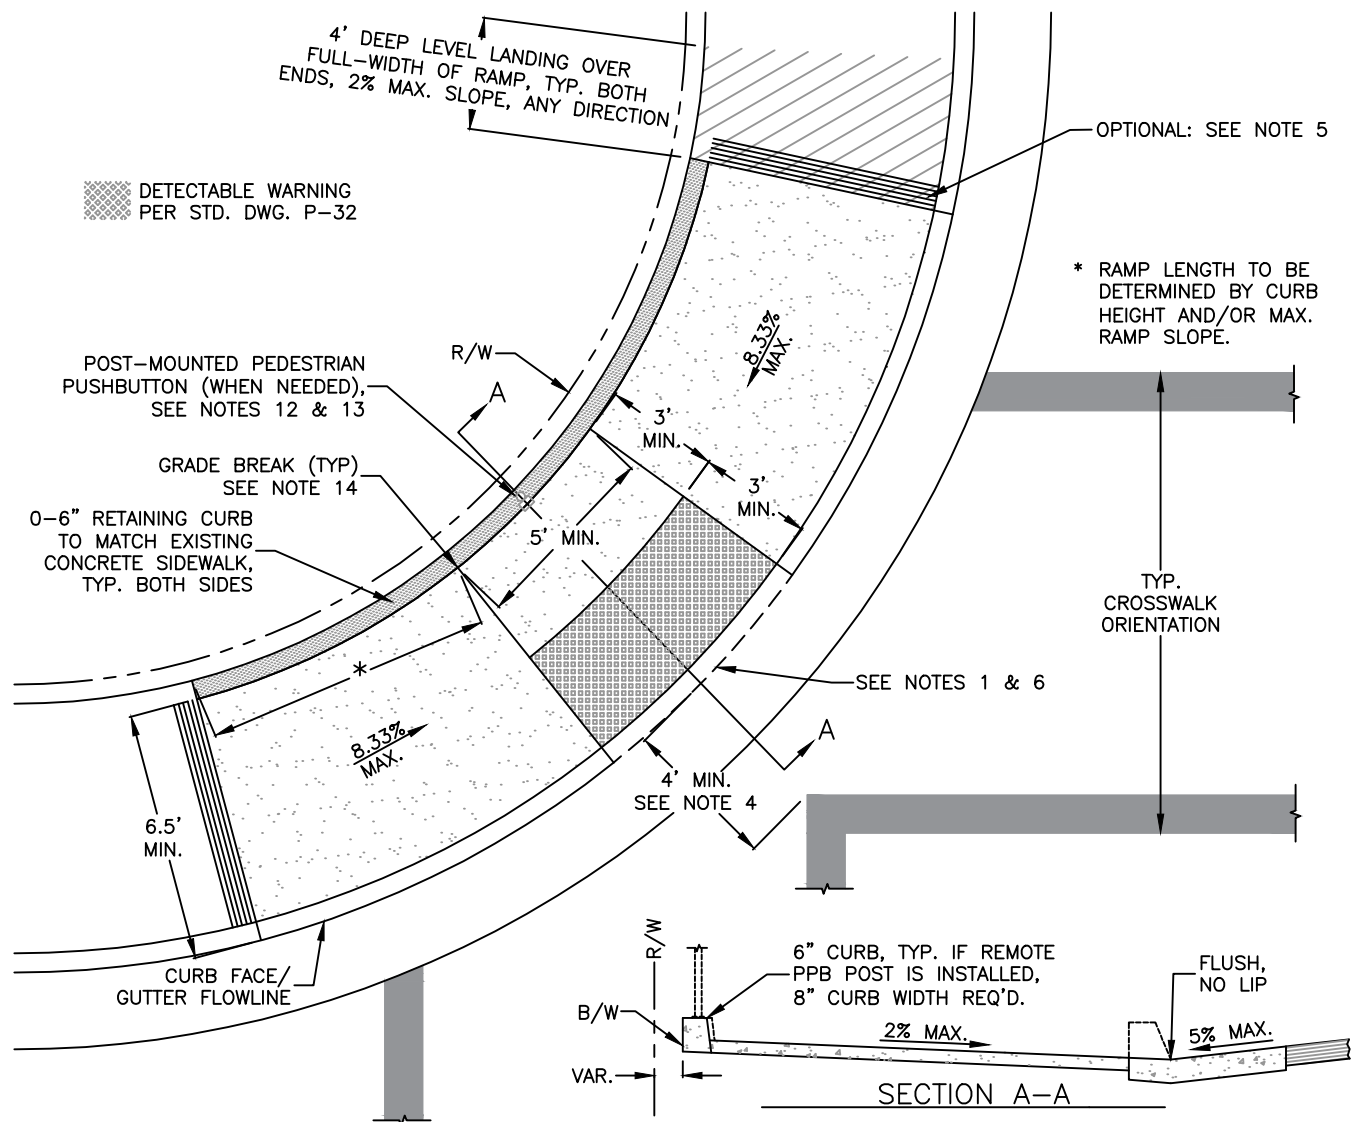 4' DEEP LEVEL LANDING OVER
FULL-WIDTH OF RAMP, TYP. BOTH
ENDS, 2% MAX. SLOPE, ANY DIRECTION
OPTIONAL: SEE NOTE 5
DETECTABLE WARNING
PER STD. DWG. P-32
* RAMP LENGTH TO BE
DETERMINED BY CURB
HEIGHT AND/OR MAX.
RAMP SLOPE.
8.33%
MAX.
R/W
POST-MOUNTED PEDESTRIAN
PUSHBUTTON (WHEN NEEDED),
SEE NOTES 12 & 13
A
3'
MIN.
3'
MIN.
GRADE BREAK (TYP)
SEE NOTE 14
5' MIN.
0-6" RETAINING CURB
TO MATCH EXISTING
CONCRETE SIDEWALK,
TYP. BOTH SIDES
TYP.
CROSSWALK
ORIENTATION
*
SEE NOTES 1 & 6
8.33%
MAX.
A
4' MIN.
SEE NOTE 4
6.5'
MIN.
CURB FACE/
GUTTER FLOWLINE
R/W
6" CURB, TYP. IF REMOTE
PPB POST IS INSTALLED,
8" CURB WIDTH REQ'D.
FLUSH,
NO LIP
B/W
2% MAX.
5% MAX.
VAR.
SECTION A-A